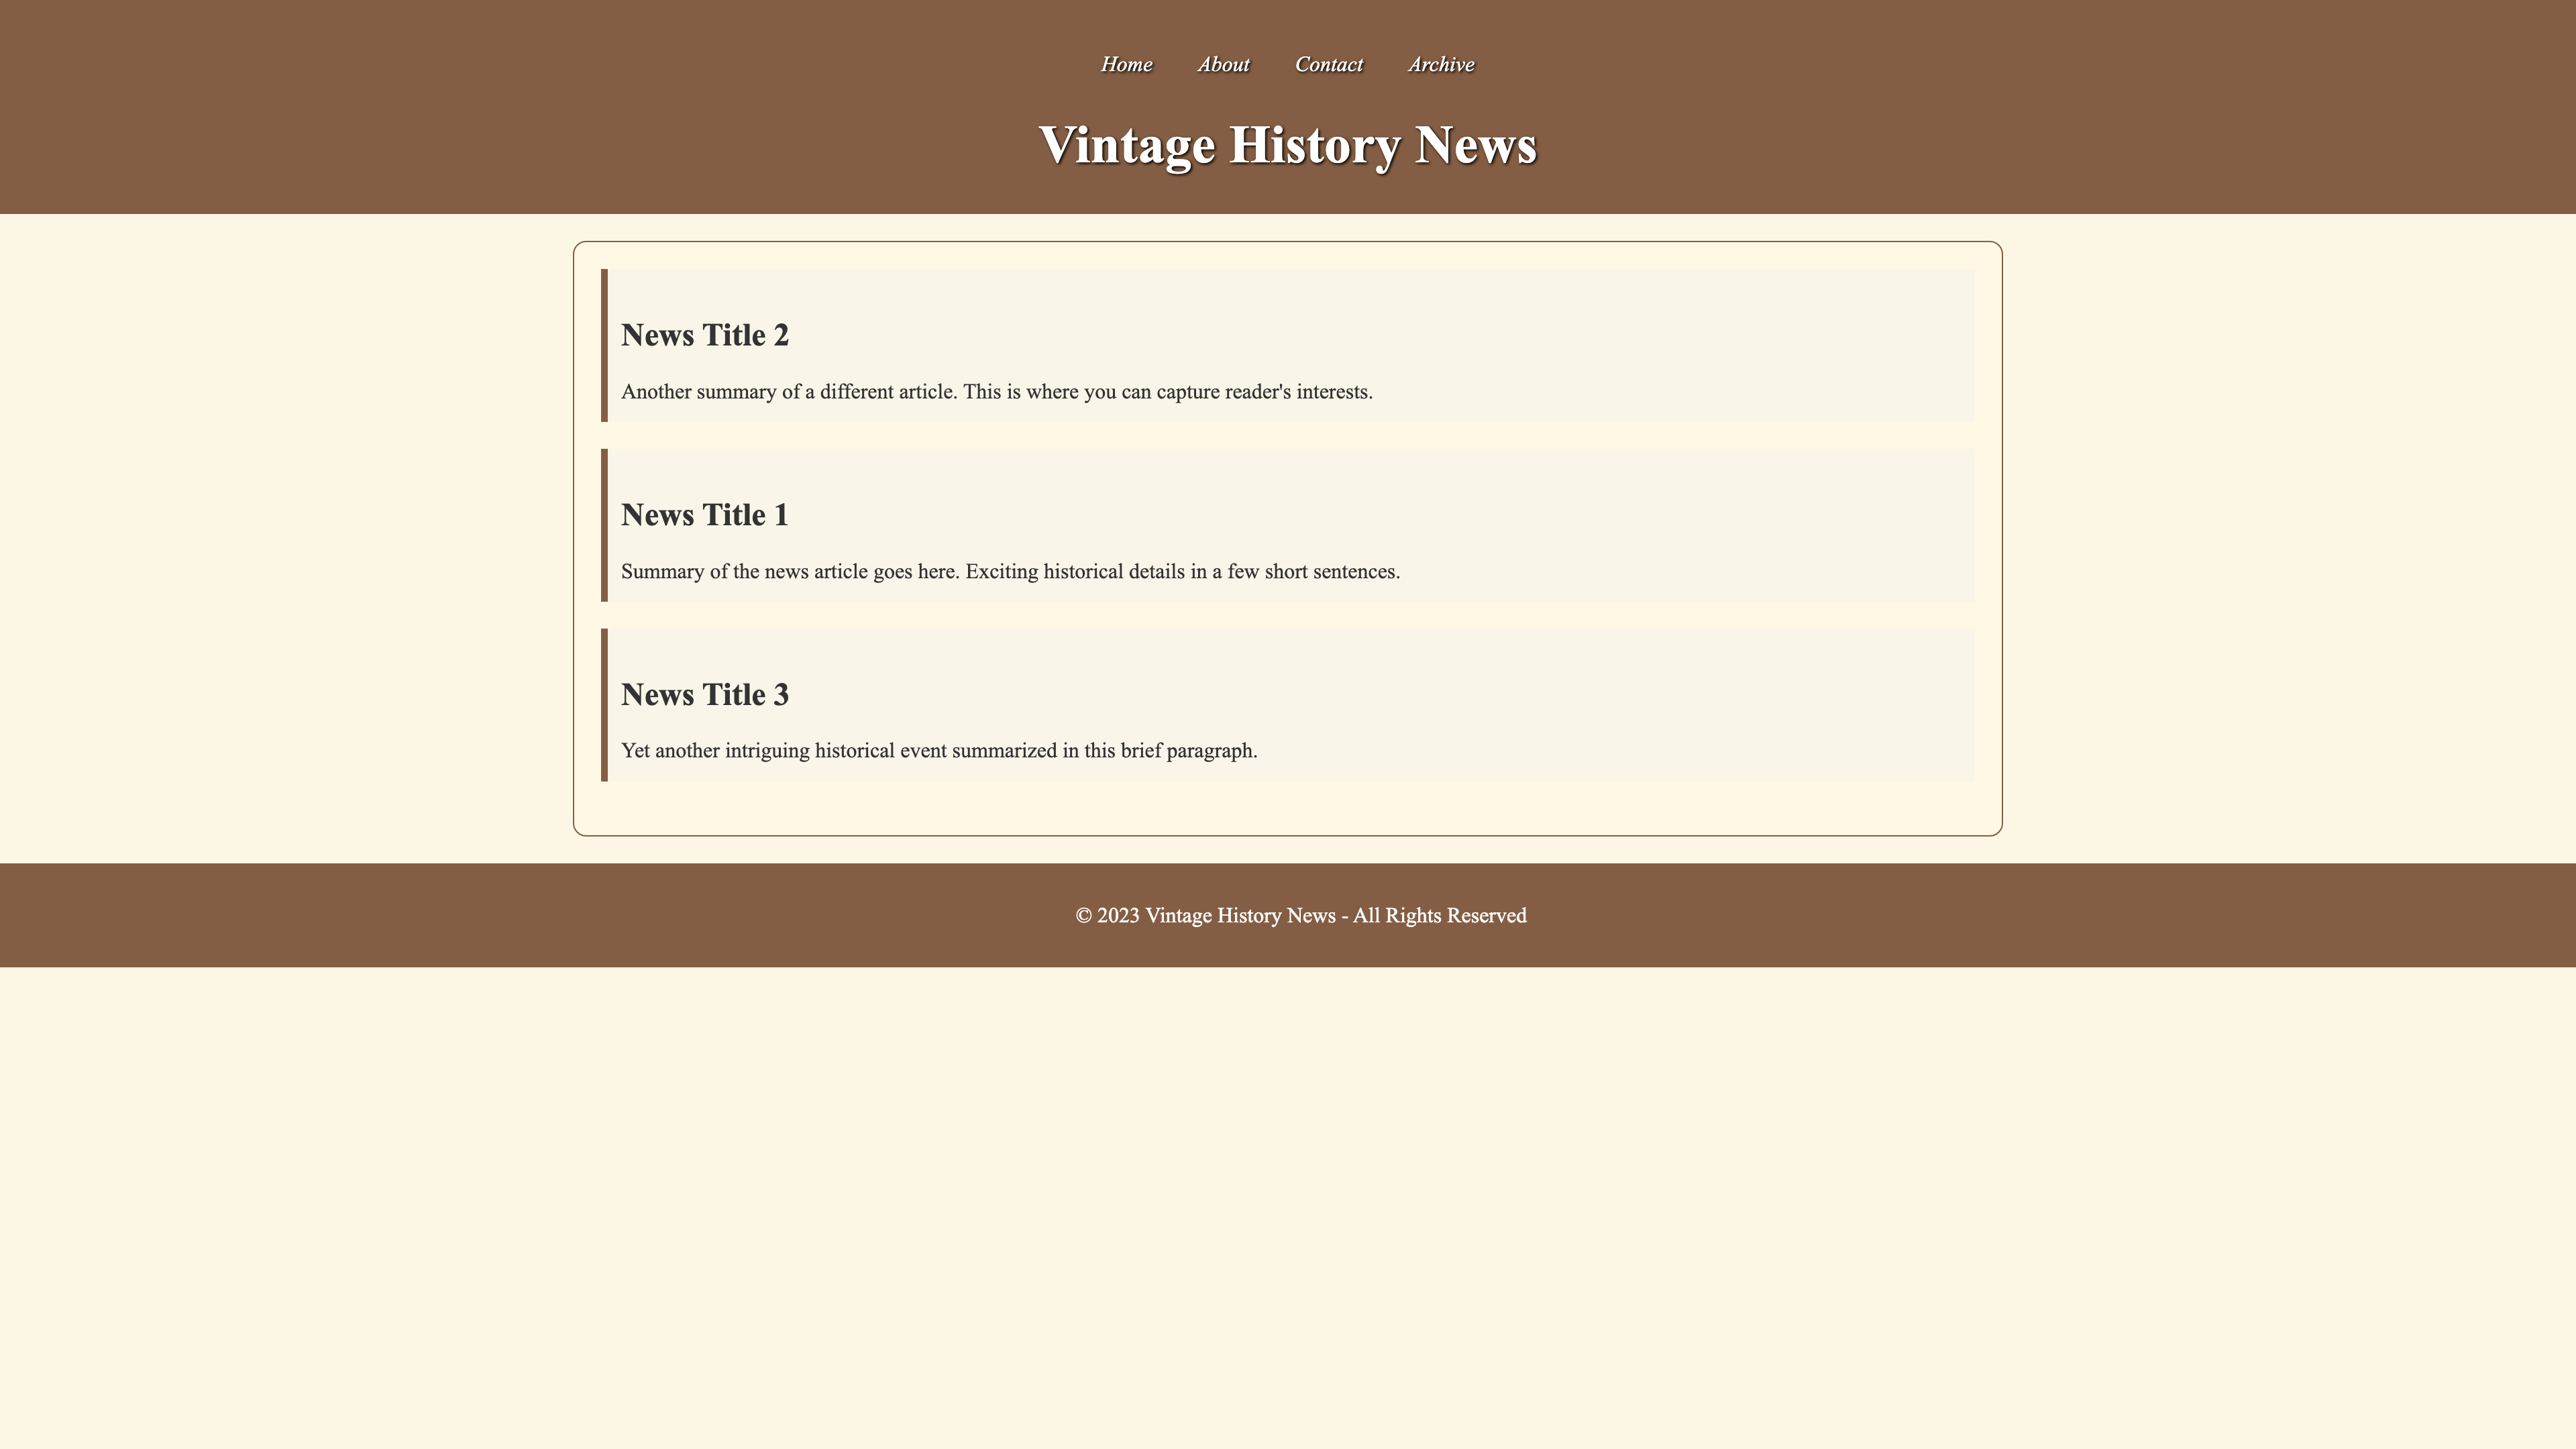 Home About Contact Archive
Vintage History News
News Title 2
Another summary of a different article. This is where you can capture reader's interests.
News Title 1
Summary of the news article goes here. Exciting historical details in a few short sentences.
News Title 3
Yet another intriguing historical event summarized in this brief paragraph.
© 2023 Vintage History News - All Rights Reserved